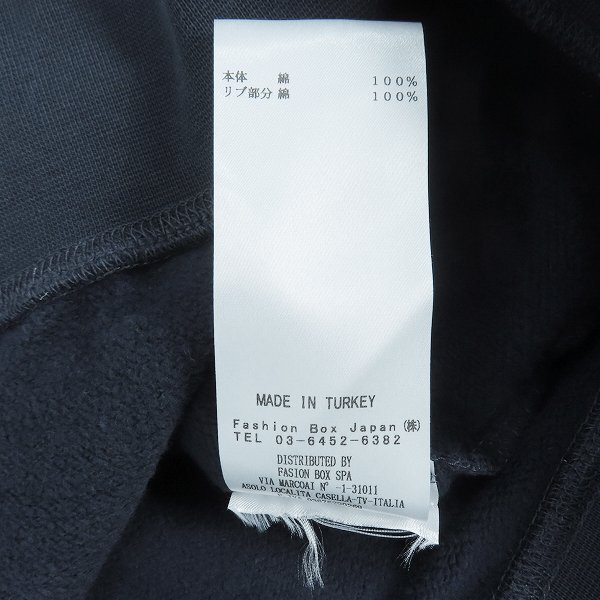 本体 綿 100%
リブ部分 綿 100%
MADE IN TURKEY
Fashion Box Japan ㈱
TEL 03-6452-6382
DISTRIBUTED BY
FASION BOX SPA
VIA MARCOAI Nº -1-31011
ASOLO LOCALITA CASELLA-TV-ITALIA